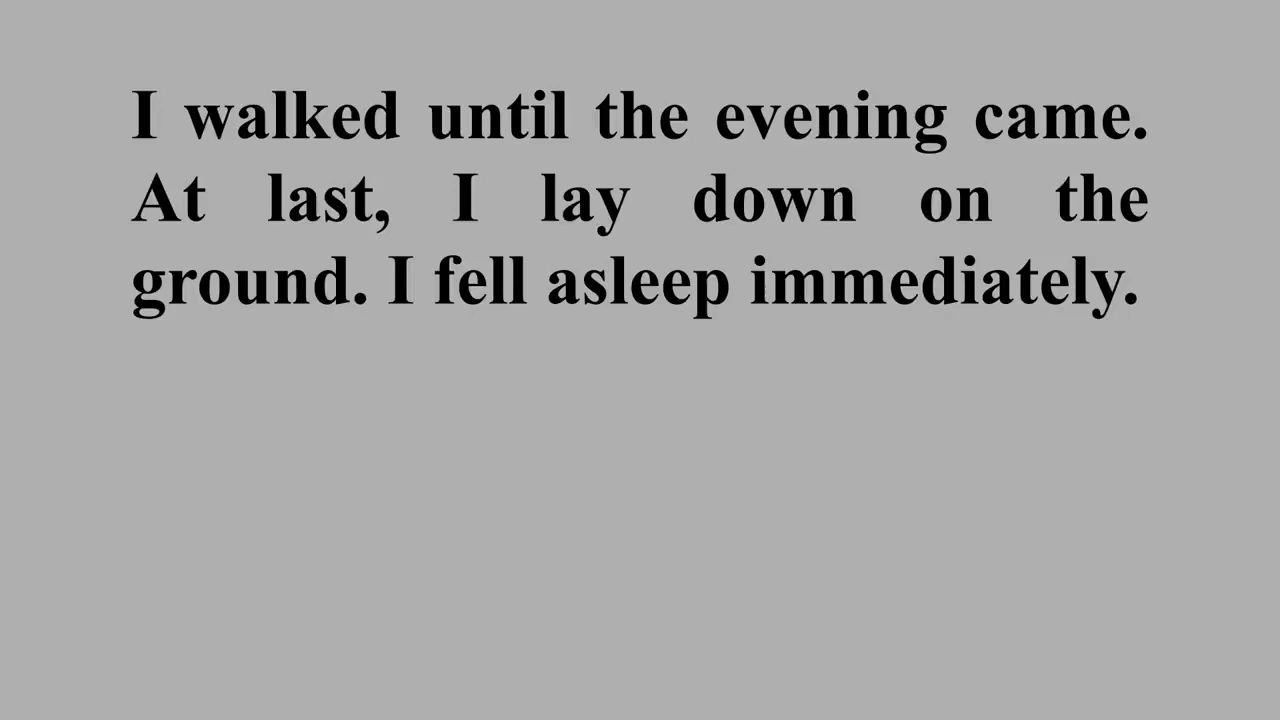 I walked until the evening came.
At last, I lay down on the
ground. I fell asleep immediately.